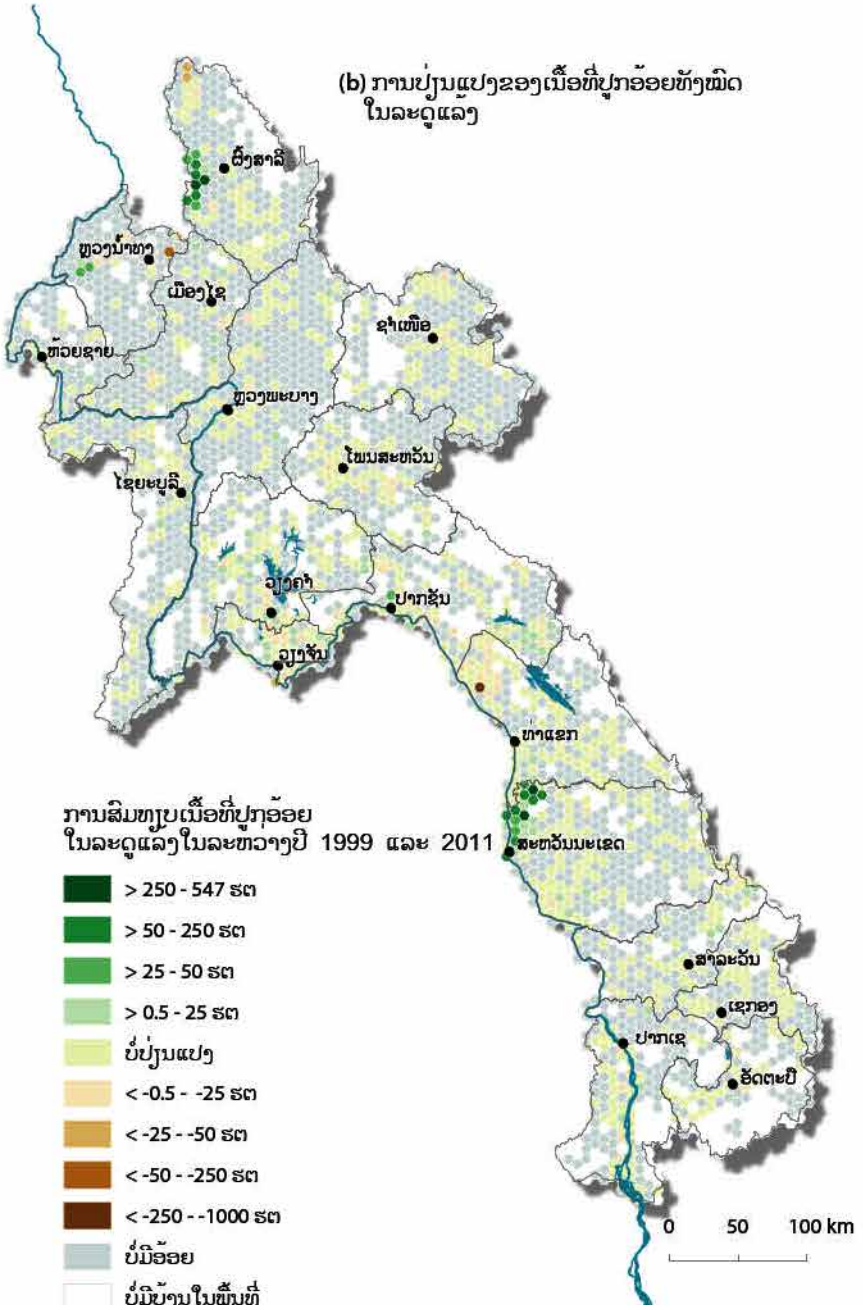 (b) ການປ່ຽນແປງຂອງເນື້ອທີ່ປູກອ້ອຍທັງໝົດ
ໃນລະດູແລ້ງ
ຜົ້ງສາລີ
ຫຼວງນ້ຳທາ
ເມືອງໄຊ
ຊຳເໜືອ
ຫ້ວຍຊາຍ
ຫຼວງພະບາງ
ໂພນສະຫວັນ
ໄຊຍະບູລີ
ວຽງຄຳ
ປາກຊັນ
ວຽງຈັນ
ທ່າແຂກ
ການສົມທຽບເນື້ອທີ່ປູກອ້ອຍ
ໃນລະດູແລ້ງໃນລະຫວ່າງປີ 1999 ແລະ 2011
ສະຫວັນນະເຂດ
> 250 - 547 ຮຕ
> 50 - 250 ຮຕ
> 25 - 50 ຮຕ
> 0.5 - 25 ຮຕ
ບໍ່ປ່ຽນແປງ
< -0.5 - -25 ຮຕ
< -25 - -50 ຮຕ
< -50 - -250 ຮຕ
< -250 - -1000 ຮຕ
ບໍ່ມີອ້ອຍ
ບໍ່ມີບ້ານໃນພື້ນທີ່
ສາລະວັນ
ເຊກອງ
ປາກເຊ
ອັດຕະປື
0 50 100 km